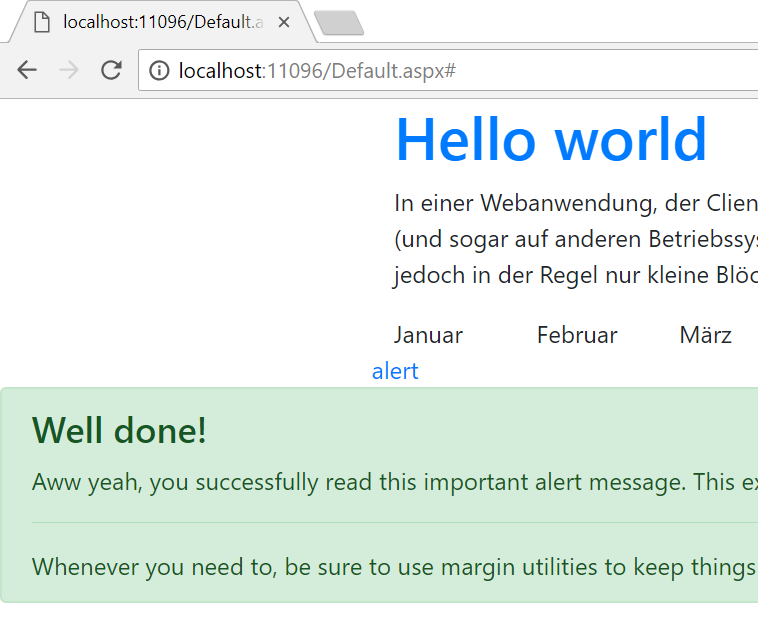 localhost:11096/Default.a
localhost:11096/Default.aspx#
Hello world
In einer Webanwendung, der Clien
(und sogar auf anderen Betriebssy
jedoch in der Regel nur kleine Blöc
Januar Februar März
alert
Well done!
Aww yeah, you successfully read this important alert message. This ex
Whenever you need to, be sure to use margin utilities to keep things